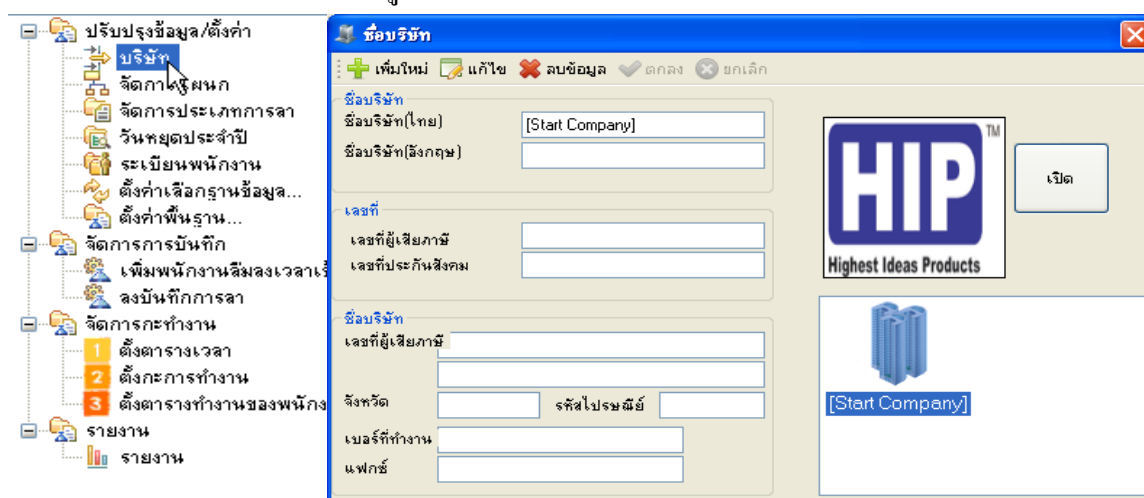 ปรับปรุงข้อมูล/ตั้งค่า
บริษัท
จัดการประเภทการลา
วันหยุดประจำปี
ระเบียนพนักงาน
ตั้งค่าเลือกฐานข้อมูล...
ตั้งค่าพื้นฐาน...
จัดการการบันทึก
เพิ่มพนักงานลืมลงเวลา
ลงบันทึกการลา
จัดการกะทำงาน
1 ตั้งตารางเวลา
2 ตั้งกะการทำงาน
3 ตั้งตารางทำงานของพนัก
รายงาน
รายงาน
ชื่อบริษัท
เพิ่มใหม่ แก้ไข ลบข้อมูล ตกลง ยกเลิก
ชื่อบริษัท
ชื่อบริษัท(ไทย) [Start Company]
ชื่อบริษัท(อังกฤษ)
เลขที่
เลขที่ผู้เสียภาษี
เลขที่ประกันสังคม
ชื่อบริษัท
เลขที่ผู้เสียภาษี
จังหวัด รหัสไปรษณีย์
เบอร์ที่ทำงาน
แฟกซ์
HIP TM
Highest Ideas Products
เปิด
[Start Company]